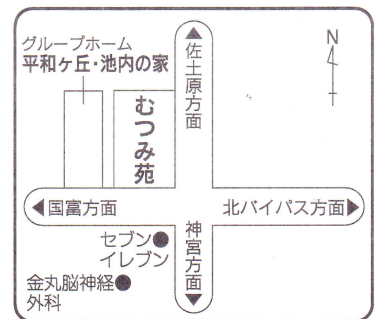 グループホーム
平和ヶ丘・池内の家
むつみ苑
▲佐土原方面
N
◀国富方面
北バイパス方面▶
神宮方面▼
セブン●
イレブン
金丸脳神経●
外科